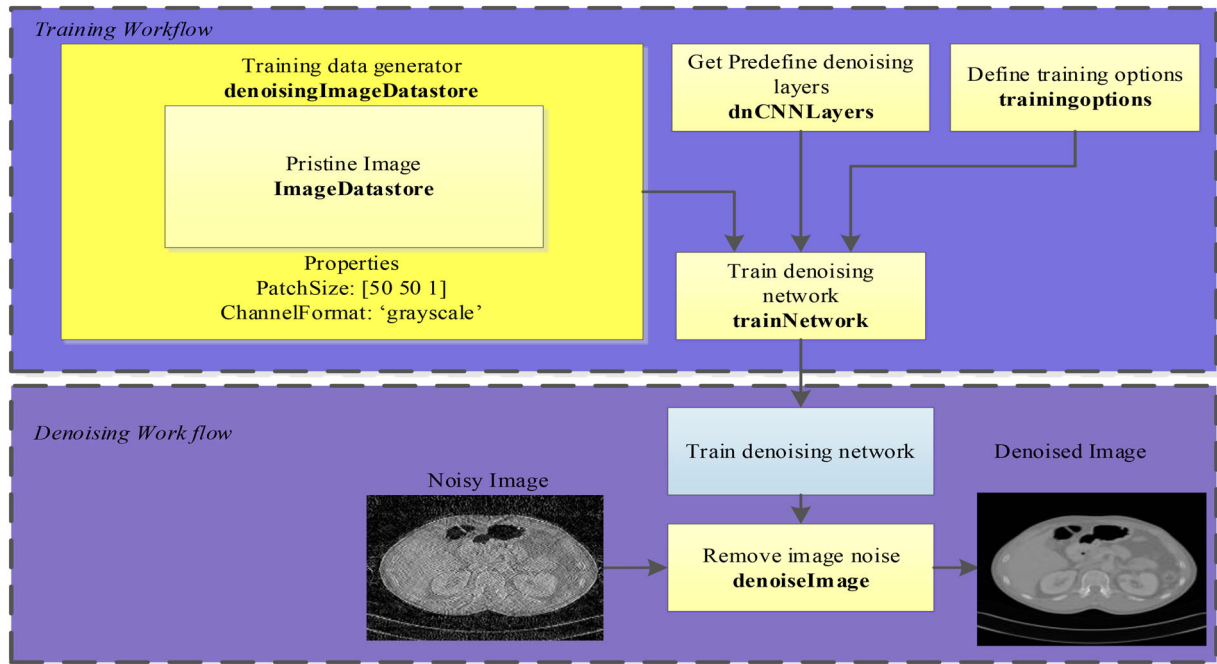 Training Workflow
Training data generator
denoisingImageDatastore
Pristine Image
ImageDatastore
Properties
PatchSize: [50 50 1]
ChannelFormat: ‘grayscale’
Get Predefine denoising
layers
dnCNNLayers
Define training options
trainingoptions
Train denoising
network
trainNetwork
Denoising Work flow
Train denoising network
Noisy Image
Denoised Image
Remove image noise
denoiseImage